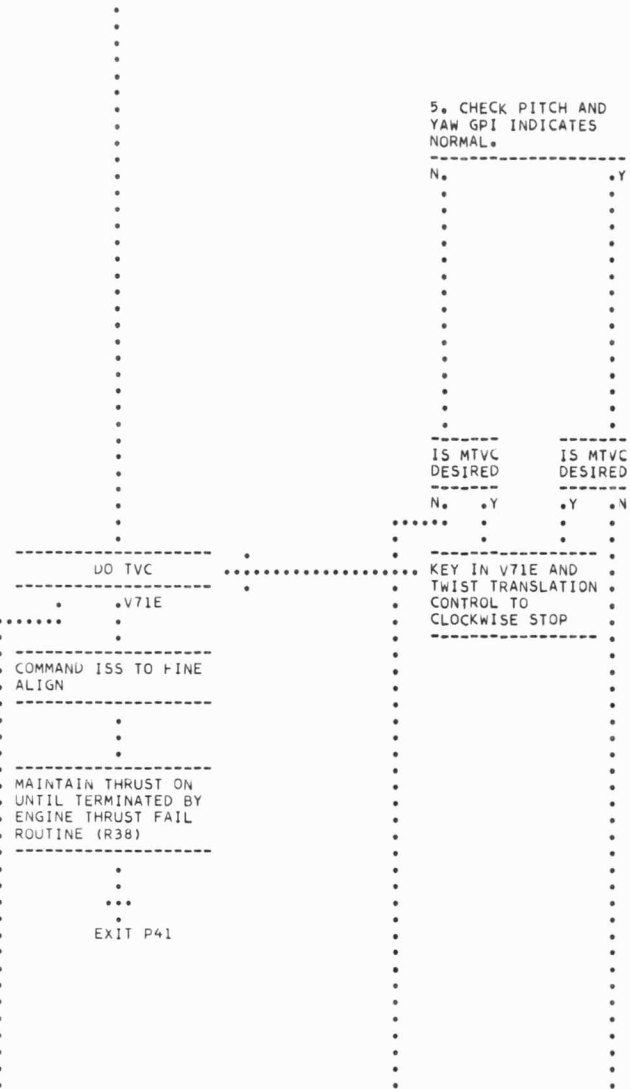 5. CHECK PITCH AND
YAW GPI INDICATES
NORMAL.
N. .Y
IS MTVC
DESIRED
N. .Y
IS MTVC
DESIRED
.Y .N
DO TVC
.V71E
KEY IN V71E AND
TWIST TRANSLATION
CONTROL TO
CLOCKWISE STOP
COMMAND ISS TO FINE
ALIGN
MAINTAIN THRUST ON
UNTIL TERMINATED BY
ENGINE THRUST FAIL
ROUTINE (R38)
EXIT P41